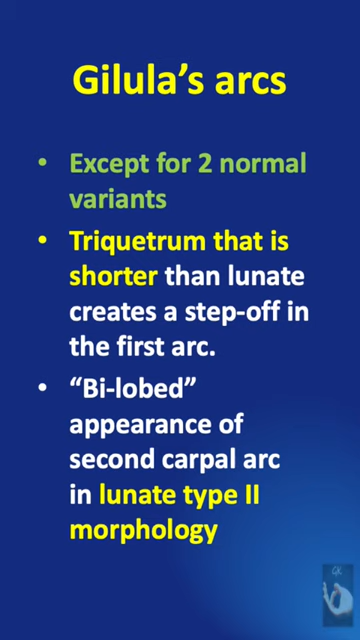 Gilula’s arcs
• Except for 2 normal
variants
• Triquetrum that is
shorter than lunate
creates a step-off in
the first arc.
• “Bi-lobed”
appearance of
second carpal arc
in lunate type II
morphology